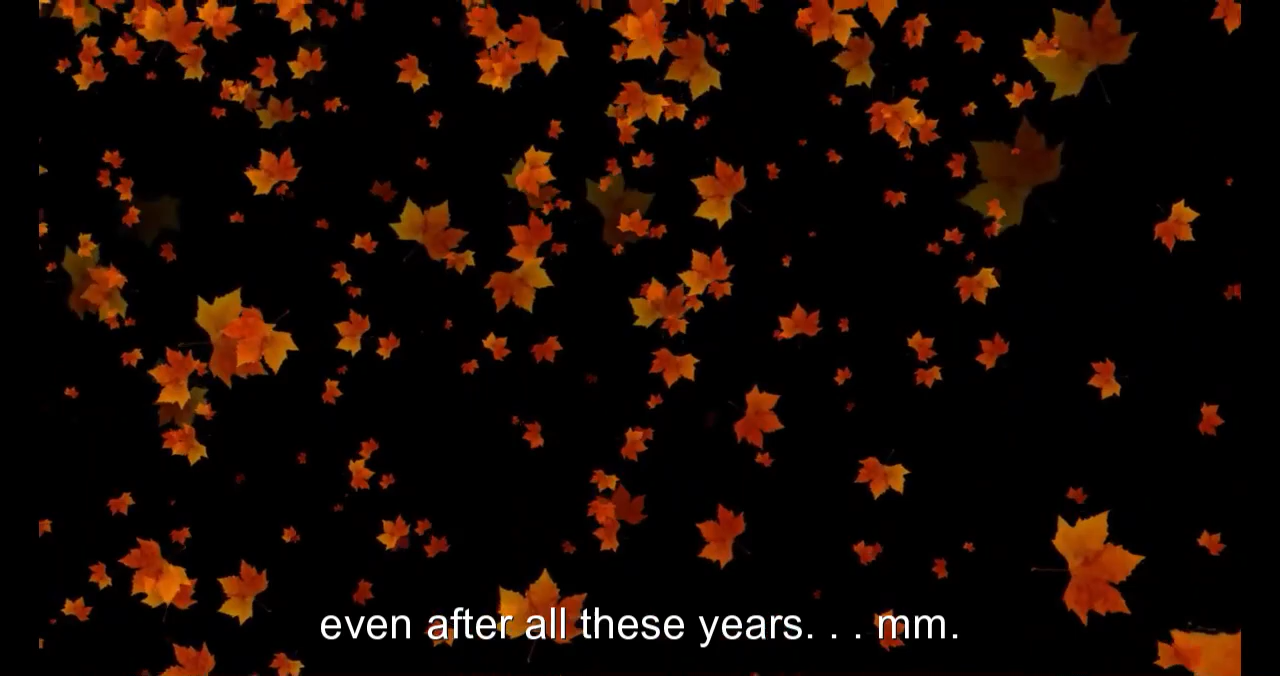 even after all these years. . . mm.